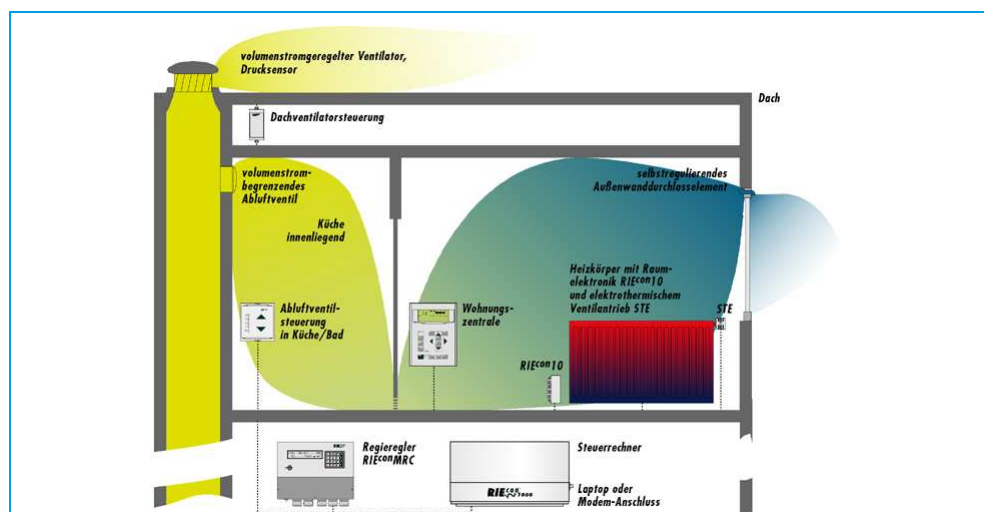 volumenstromgeregelter Ventilator,
Drucksensor
Dach
Dachventilatorsteuerung
volumenstrom-
begrenzendes
Abluftventil
selbstregulierendes
Außenwanddurchlasselement
Küche
innenliegend
Heizkörper mit Raum-
elektronik RIEcon10
und elektrothermischem
Ventilantrieb STE
STE
Abluftventil-
steuerung
in Küche/Bad
Wohnungs-
zentrale
RIEcon10
Regieregler
RIEconMRC
Steuerrechner
RIEcon
Laptop oder
Modem-Anschluss